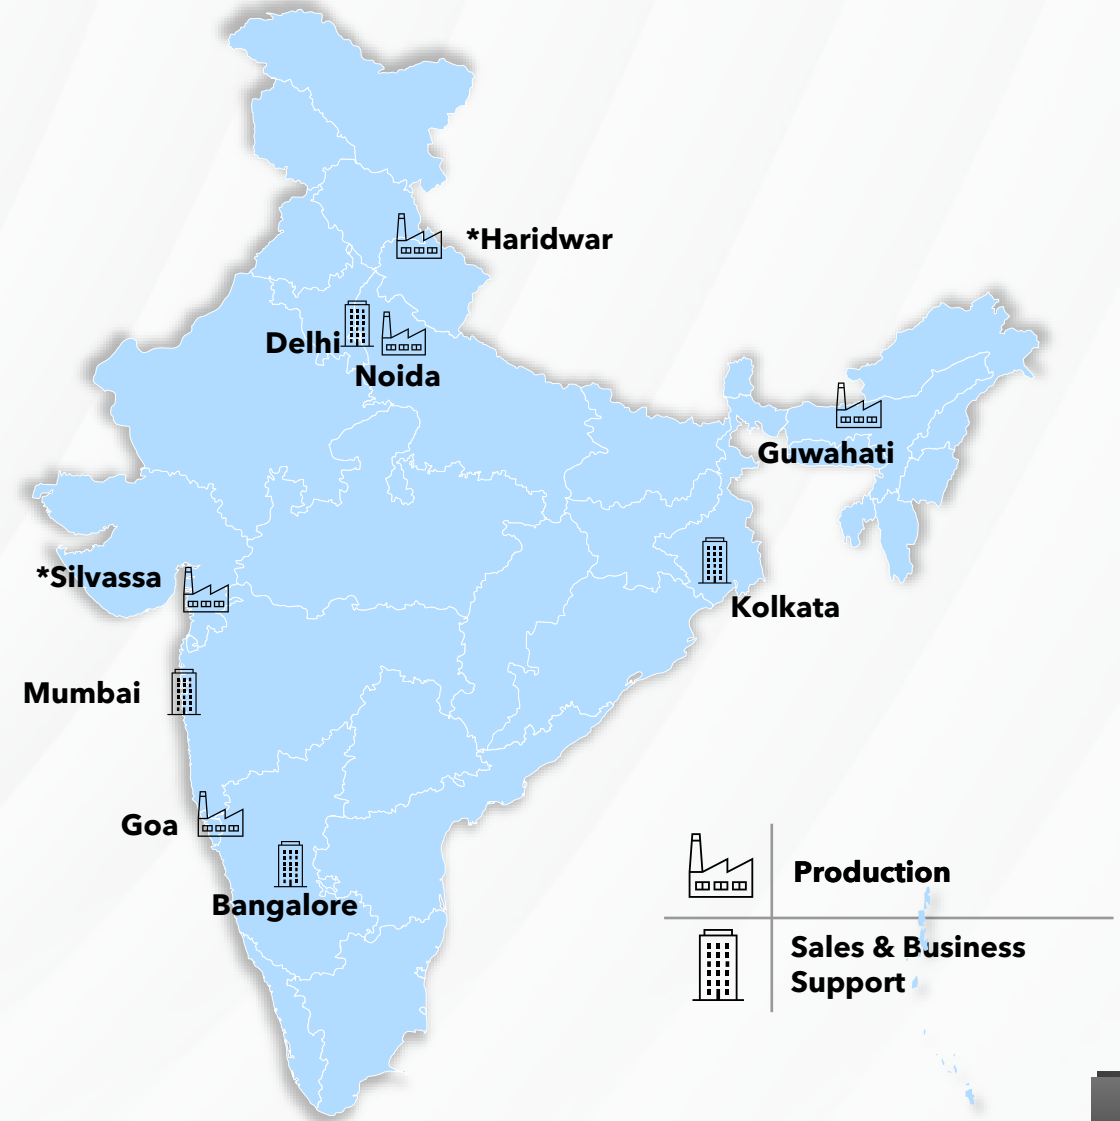 *Haridwar
Delhi
Noida
Guwahati
*Silvassa
Kolkata
Mumbai
Goa
Bangalore
Production
Sales & Business
Support